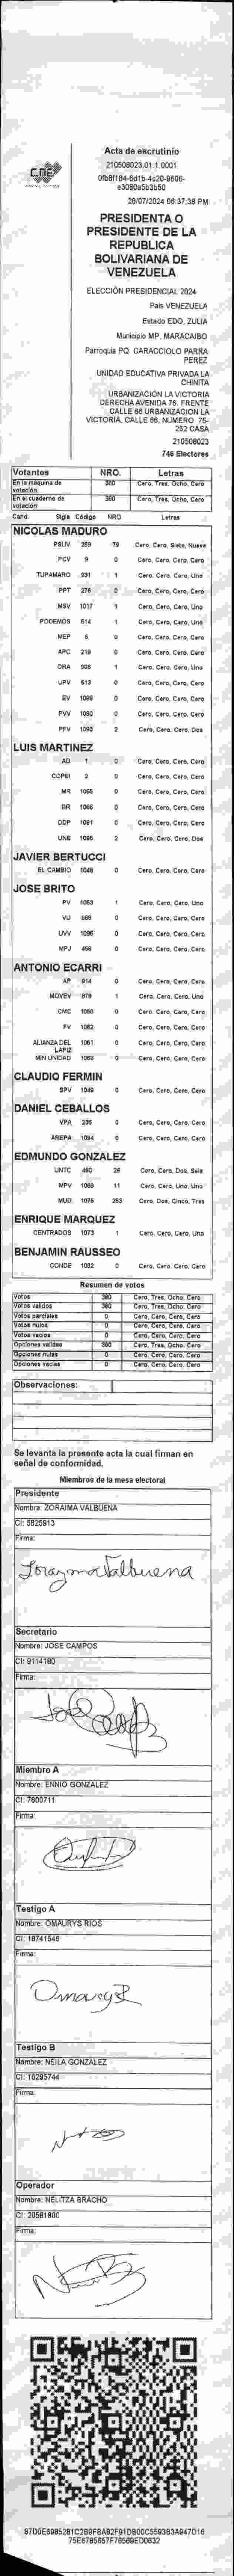 CNE
Acta de escrutinio
210508023.01.1.0001
26/07/2024 06:37:38 PM
PRESIDENTA O
PRESIDENTE DE LA
REPUBLICA
BOLIVARIANA DE
VENEZUELA
ELECCIÓN PRESIDENCIAL 2024
País VENEZUELA
Estado EDO. ZULIA
Municipio MP. MARACAIBO
Parroquia PQ. CARACCIOLO PARRA
PEREZ
UNIDAD EDUCATIVA PRIVADA LA
CHINITA
URBANIZACIÓN LA VICTORIA
DERECHA AVENIDA 76. FRENTE
CALLE 66 URBANIZACION LA
VICTORIA. CALLE 66. NUMERO 75-
252 CASA
210508023
746 Electores
Votantes NRO. Letras
En la máquina de votación 380 Cero, Tres, Ocho, Cero
En el cuaderno de votación 380 Cero, Tres, Ocho, Cero
Cand. Sigla Código NRO Letras
NICOLAS MADURO
PSUV 269 79 Cero, Cero, Siete, Nueve
PCV 9 0 Cero, Cero, Cero, Cero
TUPAMARO 931 1 Cero, Cero, Cero, Uno
PPT 276 0 Cero, Cero, Cero, Cero
MSV 1017 1 Cero, Cero, Cero, Uno
PODEMOS 514 1 Cero, Cero, Cero, Uno
MEP 6 0 Cero, Cero, Cero, Cero
APC 219 0 Cero, Cero, Cero, Cero
ORA 908 1 Cero, Cero, Cero, Uno
UPV 613 0 Cero, Cero, Cero, Cero
EV 1089 0 Cero, Cero, Cero, Cero
PVV 1090 0 Cero, Cero, Cero, Cero
PFV 1093 2 Cero, Cero, Cero, Dos
LUIS MARTINEZ
AD 1 0 Cero, Cero, Cero, Cero
COPEI 2 0 Cero, Cero, Cero, Cero
MR 1065 0 Cero, Cero, Cero, Cero
BR 1066 0 Cero, Cero, Cero, Cero
DDP 1091 0 Cero, Cero, Cero, Cero
UNE 1095 2 Cero, Cero, Cero, Dos
JAVIER BERTUCCI
EL CAMBIO 1048 0 Cero, Cero, Cero, Cero
JOSE BRITO
PV 1053 1 Cero, Cero, Cero, Uno
VU 969 0 Cero, Cero, Cero, Cero
UVV 1096 0 Cero, Cero, Cero, Cero
MPJ 458 0 Cero, Cero, Cero, Cero
ANTONIO ECARRI
AP 914 0 Cero, Cero, Cero, Cero
MOVEV 979 1 Cero, Cero, Cero, Uno
CMC 1050 0 Cero, Cero, Cero, Cero
FV 1082 0 Cero, Cero, Cero, Cero
ALIANZA DEL LAPIZ 1051 0 Cero, Cero, Cero, Cero
MIN UNIDAD 1068 0 Cero, Cero, Cero, Cero
CLAUDIO FERMIN
SPV 1049 0 Cero, Cero, Cero, Cero
DANIEL CEBALLOS
VPA 236 0 Cero, Cero, Cero, Cero
AREPA 1094 0 Cero, Cero, Cero, Cero
EDMUNDO GONZALEZ
UNTC 460 26 Cero, Cero, Dos, Seis
MPV 1069 11 Cero, Cero, Uno, Uno
MUD 1076 253 Cero, Dos, Cinco, Tres
ENRIQUE MARQUEZ
CENTRADOS 1073 1 Cero, Cero, Cero, Uno
BENJAMIN RAUSSEO
CONDE 1092 0 Cero, Cero, Cero, Cero
Resumen de votos
Votos 380 Cero, Tres, Ocho, Cero
Votos válidos 380 Cero, Tres, Ocho, Cero
Votos parciales 0 Cero, Cero, Cero, Cero
Votos nulos 0 Cero, Cero, Cero, Cero
Votos vacíos 0 Cero, Cero, Cero, Cero
Opciones válidas 380 Cero, Tres, Ocho, Cero
Opciones nulas 0 Cero, Cero, Cero, Cero
Opciones vacías 0 Cero, Cero, Cero, Cero
Observaciones:
Se levanta la presente acta la cual firman en
señal de conformidad.
Miembros de la mesa electoral
Presidente
Nombre: ZORAIMA VALBUENA
CI: 5825913
Firma:
Zorayma Valbuena
Secretario
Nombre: JOSE CAMPOS
CI: 9114180
Firma:
Miembro A
Nombre: ENNIO GONZALEZ
CI: 7600711
Firma:
Testigo A
Nombre: OMAURYS RIOS
CI: 16741546
Firma:
Testigo B
Nombre: NEILA GONZALEZ
CI: 10295744
Firma:
Operador
Nombre: NELITZA BRACHO
CI: 20581800
Firma: